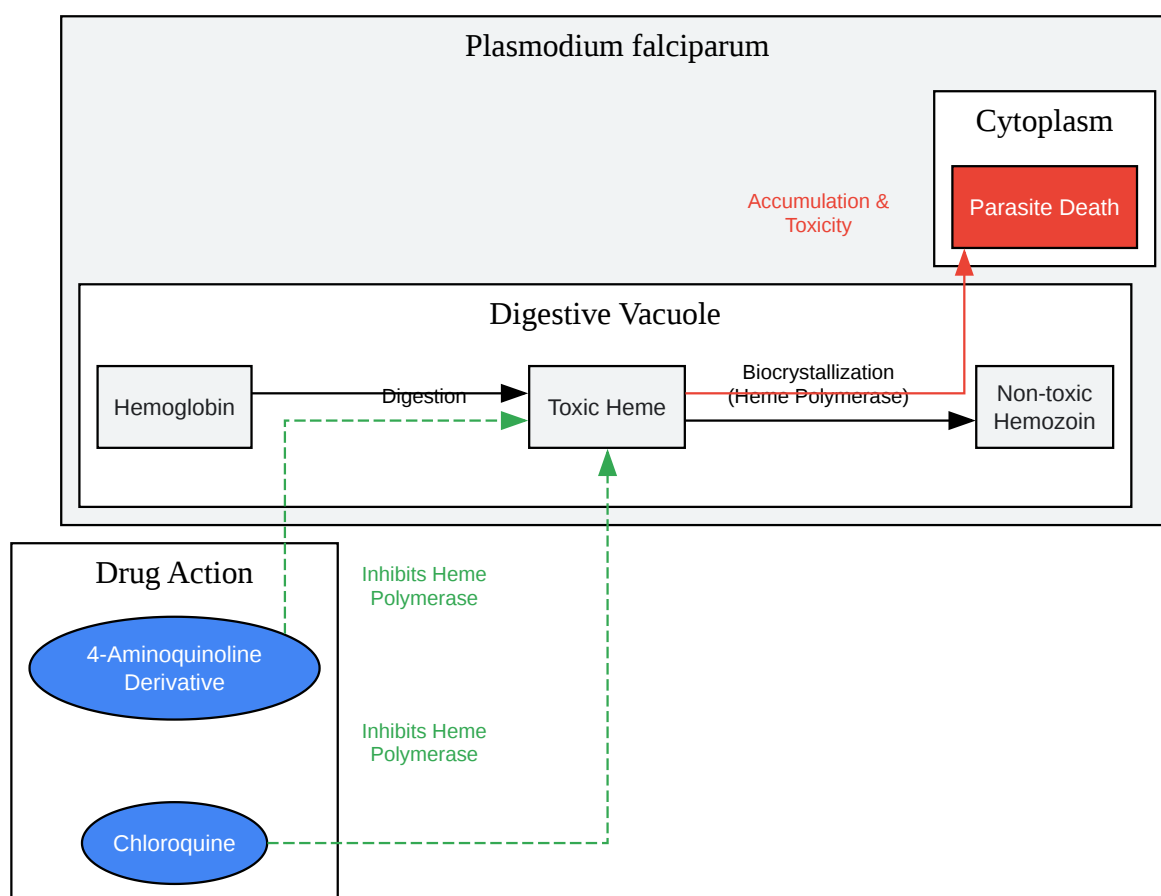 Plasmodium falciparum
Cytoplasm
Accumulation &
Toxicity
Parasite Death
Digestive Vacuole
Hemoglobin
Digestion
Toxic Heme
Biocrystallization
(Heme Polymerase)
Non-toxic
Hemozoin
Drug Action
Inhibits Heme
Polymerase
4-Aminoquinoline
Derivative
Inhibits Heme
Polymerase
Chloroquine